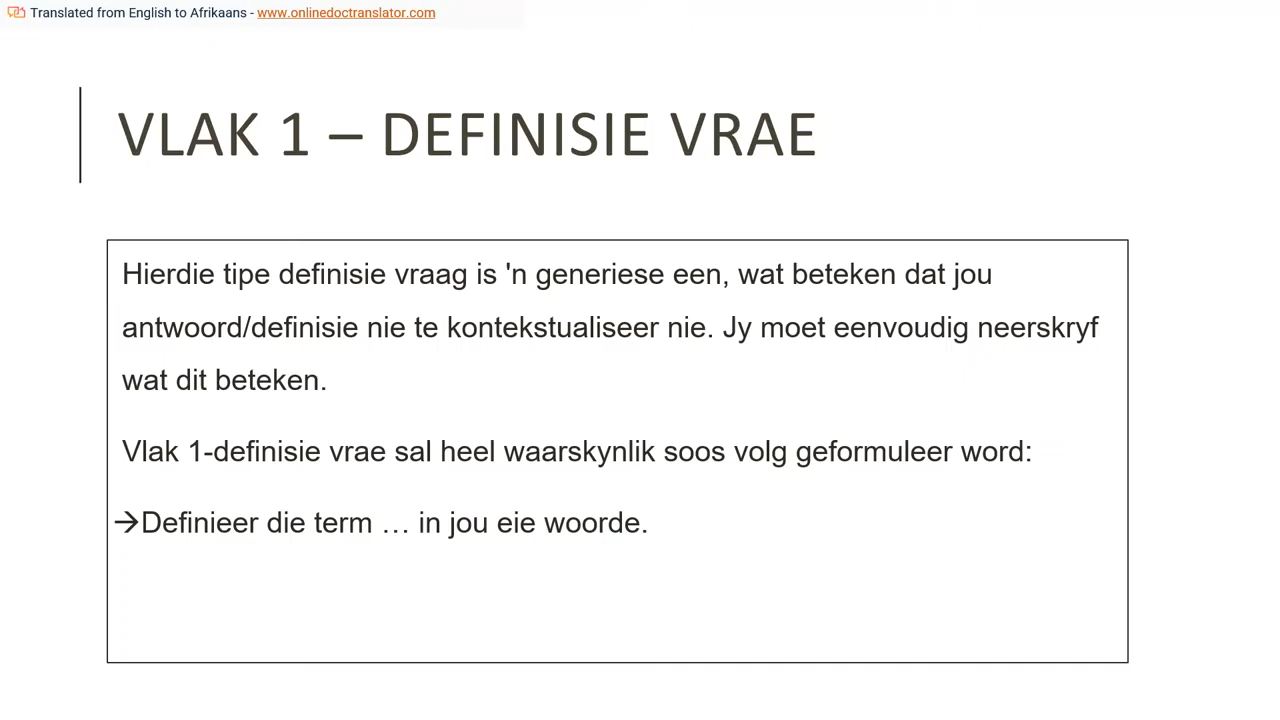 Translated from English to Afrikaans - www.onlinedoctranslator.com
VLAK 1 – DEFINISIE VRAE
Hierdie tipe definisie vraag is 'n generiese een, wat beteken dat jou
antwoord/definisie nie te kontekstualiseer nie. Jy moet eenvoudig neerskryf
wat dit beteken.
Vlak 1-definisie vrae sal heel waarskynlik soos volg geformuleer word:
→Definieer die term … in jou eie woorde.